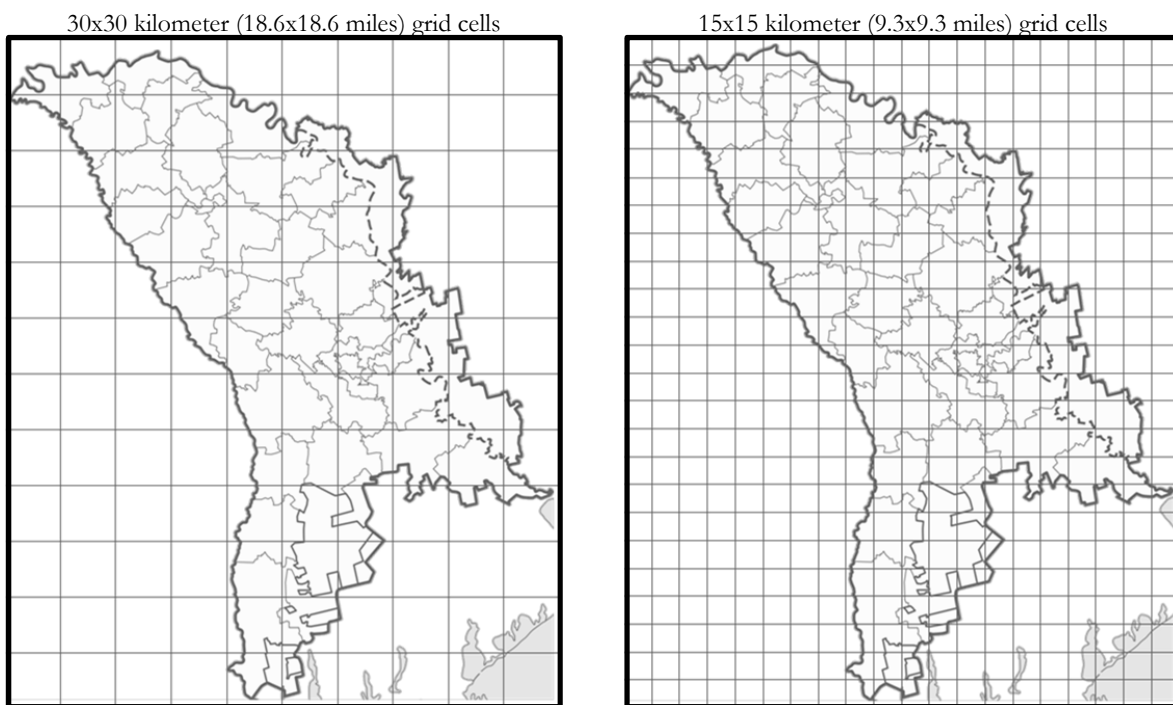 30x30 kilometer (18.6x18.6 miles) grid cells
15x15 kilometer (9.3x9.3 miles) grid cells